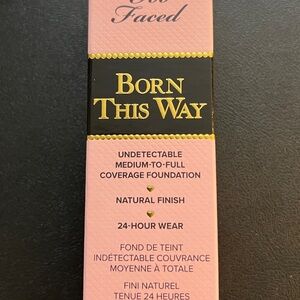 Too
Faced
BORN
THIS WAY
UNDETECTABLE
MEDIUM-TO-FULL
COVERAGE FOUNDATION
NATURAL FINISH
24-HOUR WEAR
FOND DE TEINT
INDÉTECTABLE COUVRANCE
MOYENNE À TOTALE
FINI NATUREL
TENUE 24 HEURES